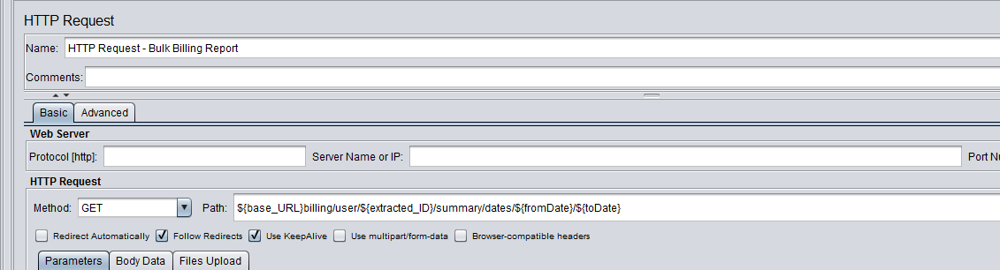 HTTP Request
Name: HTTP Request - Bulk Billing Report
Comments:
Basic Advanced
Web Server
Protocol [http]: Server Name or IP:
HTTP Request
Method: GET Path: ${base_URL}billing/user/${extracted_ID}/summary/dates/${fromDate}/${toDate}
Redirect Automatically Follow Redirects Use KeepAlive Use multipart/form-data Browser-compatible headers
Parameters Body Data Files Upload